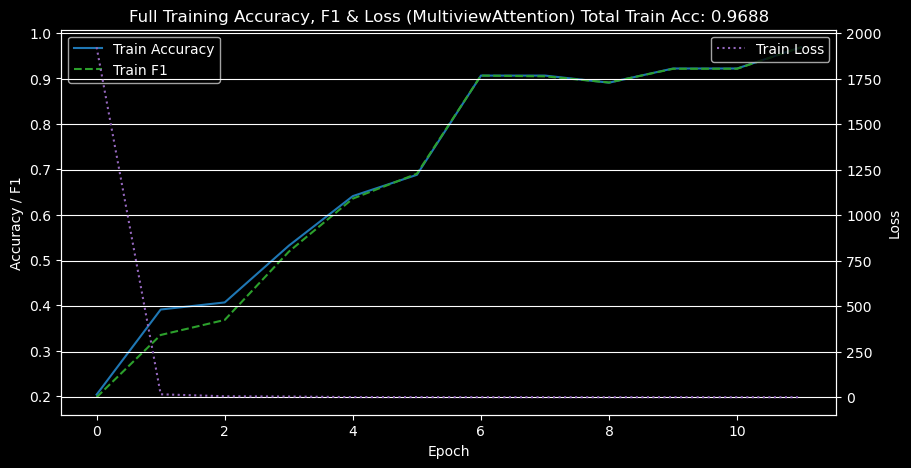 Full Training Accuracy, F1 & Loss (MultiviewAttention) Total Train Acc: 0.9688
Train Accuracy
Train F1
Train Loss
Accuracy / F1
1.0
0.9
0.8
0.7
0.6
0.5
0.4
0.3
0.2
2000
1750
1500
1250
1000
750
500
250
0
Loss
0 2 4 6 8 10
Epoch